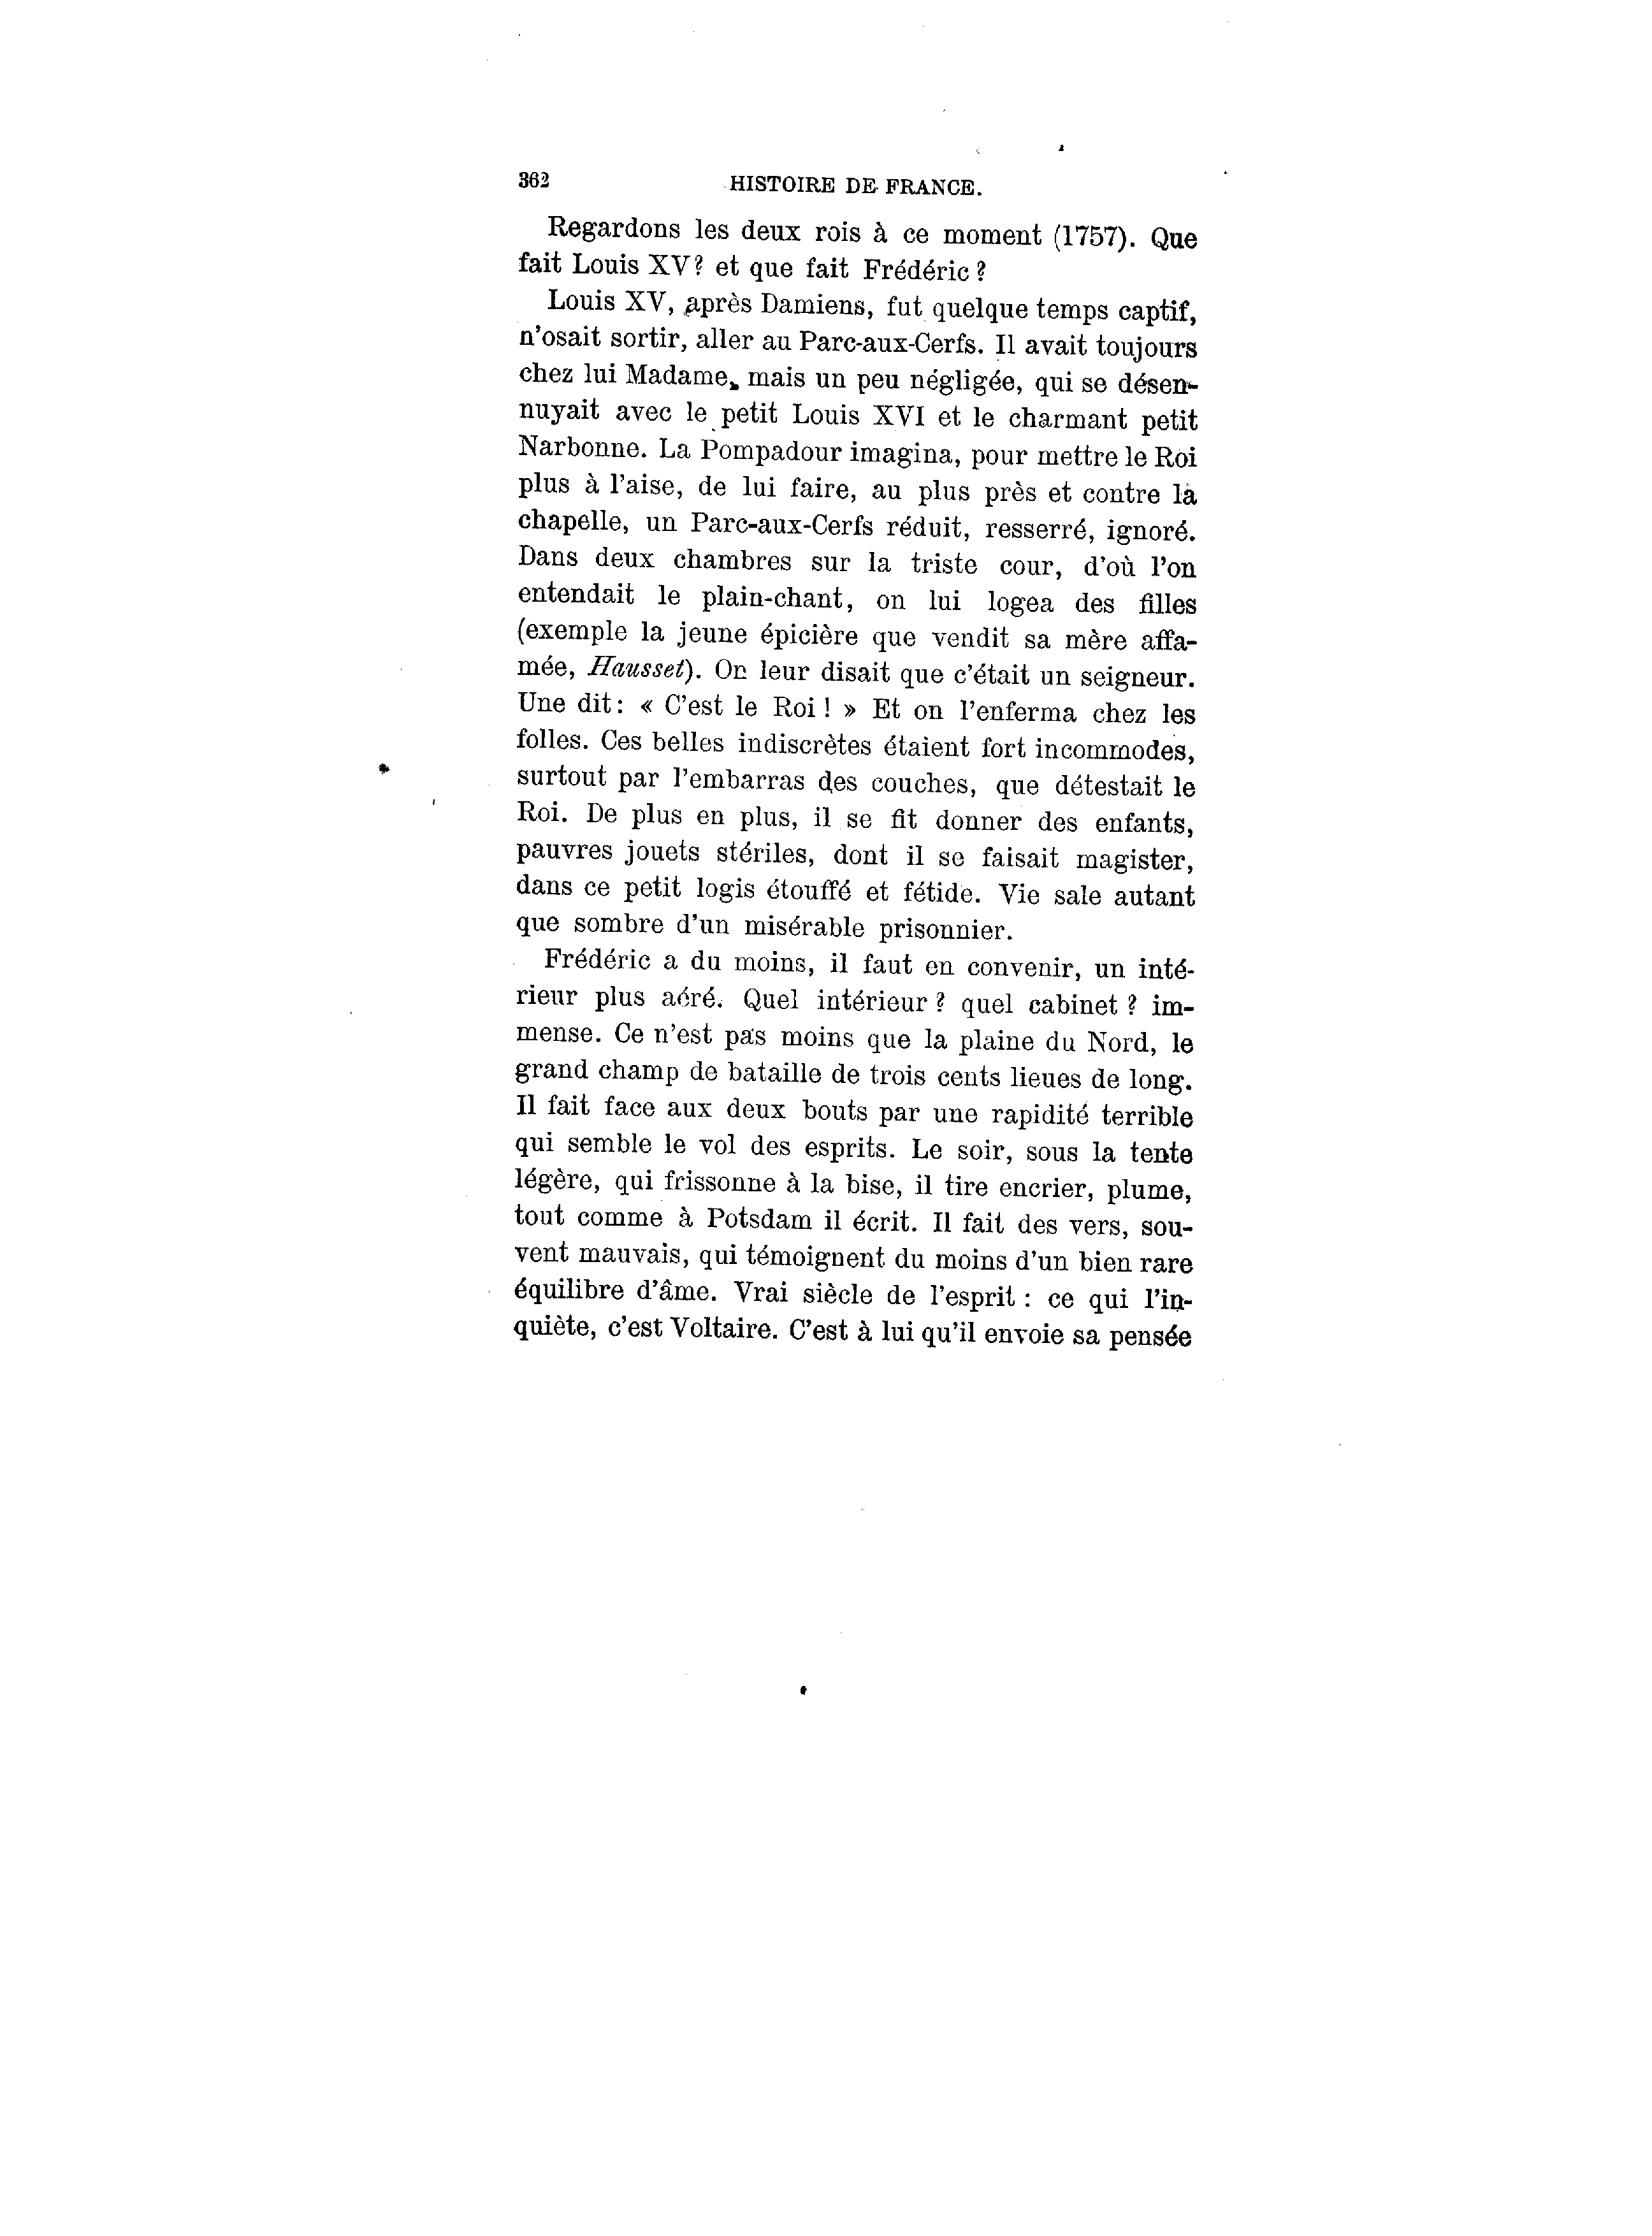 362
HISTOIRE DE FRANCE.
Regardons les deux rois à ce moment (1757). Que
fait Louis XV? et que fait Frédéric ?
Louis XV, après Damiens, fut quelque temps captif,
n'osait sortir, aller au Parc-aux-Cerfs. Il avait toujours
chez lui Madame, mais un peu négligée, qui se désen-
nuyait avec le petit Louis XVI et le charmant petit
Narbonne. La Pompadour imagina, pour mettre le Roi
plus à l'aise, de lui faire, au plus près et contre la
chapelle, un Parc-aux-Cerfs réduit, resserré, ignoré.
Dans deux chambres sur la triste cour, d'où l'on
entendait le plain-chant, on lui logea des filles
(exemple la jeune épicière que vendit sa mère affa-
mée, Hausset). On leur disait que c'était un seigneur.
Une dit: « C'est le Roi ! » Et on l'enferma chez les
folles. Ces belles indiscrètes étaient fort incommodes,
surtout par l'embarras des couches, que détestait le
Roi. De plus en plus, il se fit donner des enfants,
pauvres jouets stériles, dont il se faisait magister,
dans ce petit logis étouffé et fétide. Vie sale autant
que sombre d'un misérable prisonnier.
Frédéric a du moins, il faut en convenir, un inté-
rieur plus aéré. Quel intérieur ? quel cabinet ? im-
mense. Ce n'est pas moins que la plaine du Nord, le
grand champ de bataille de trois cents lieues de long.
Il fait face aux deux bouts par une rapidité terrible
qui semble le vol des esprits. Le soir, sous la tente
légère, qui frissonne à la bise, il tire encrier, plume,
tout comme à Potsdam il écrit. Il fait des vers, sou-
vent mauvais, qui témoignent du moins d'un bien rare
équilibre d'âme. Vrai siècle de l'esprit : ce qui l'in-
quiète, c'est Voltaire. C'est à lui qu'il envoie sa pensée